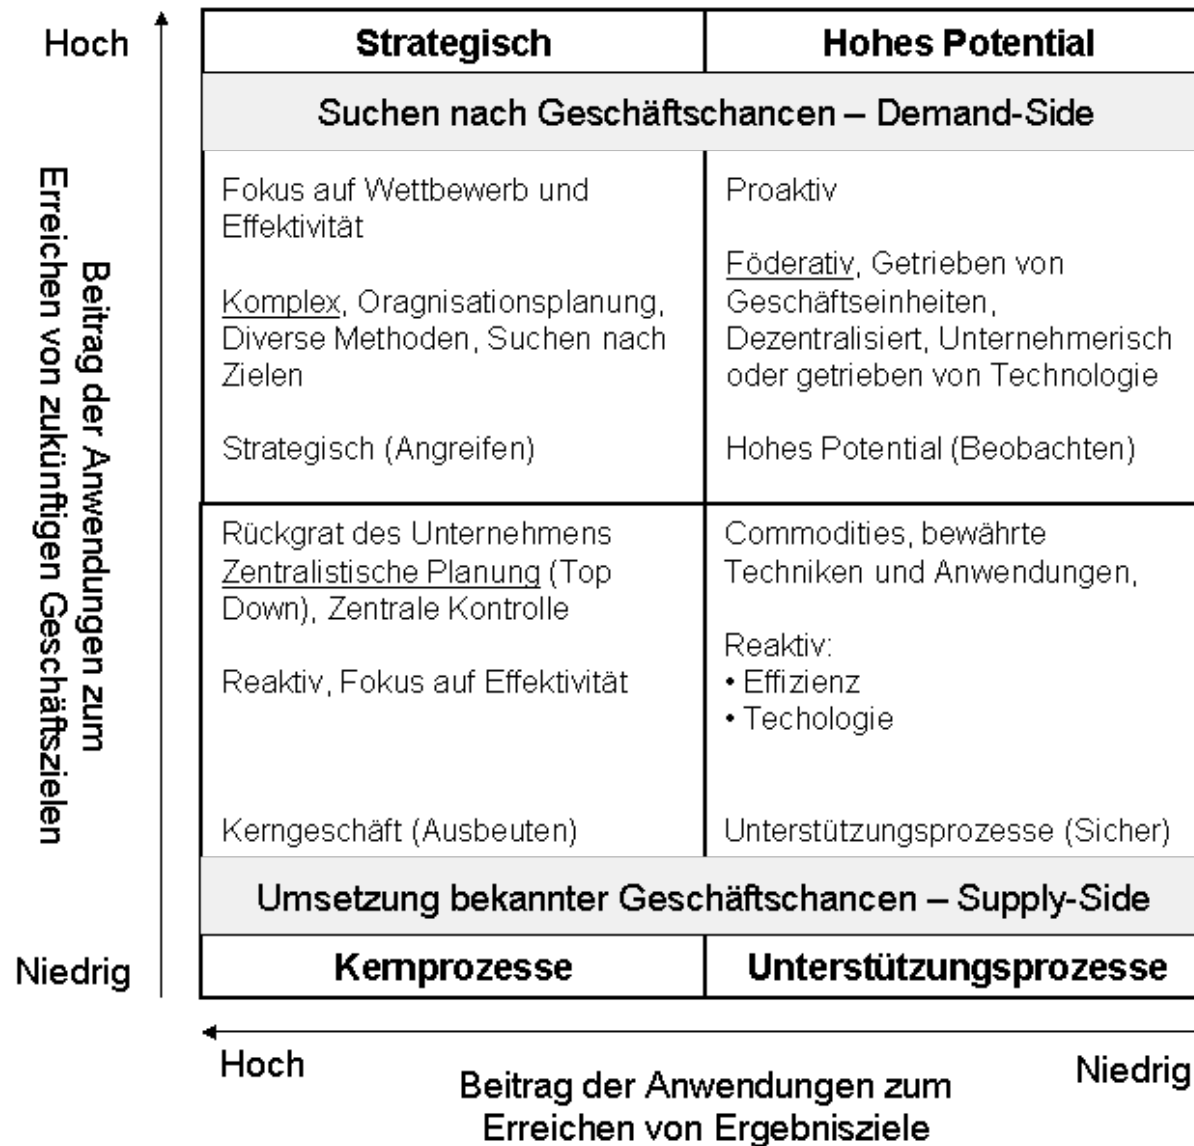 Hoch
Strategisch
Hohes Potential
Suchen nach Geschäftschancen – Demand-Side
Beitrag der Anwendungen zum
Erreichen von zukünftigen Geschäftszielen
Fokus auf Wettbewerb und
Effektivität
Komplex, Oragnisationsplanung,
Diverse Methoden, Suchen nach
Zielen
Strategisch (Angreifen)
Proaktiv
Föderativ, Getrieben von
Geschäftseinheiten,
Dezentralisiert, Unternehmerisch
oder getrieben von Technologie
Hohes Potential (Beobachten)
Rückgrat des Unternehmens
Zentralistische Planung (Top
Down), Zentrale Kontrolle
Reaktiv, Fokus auf Effektivität
Kerngeschäft (Ausbeuten)
Commodities, bewährte
Techniken und Anwendungen,
Reaktiv:
• Effizienz
• Techologie
Unterstützungsprozesse (Sicher)
Umsetzung bekannter Geschäftschancen – Supply-Side
Niedrig
Kernprozesse
Unterstützungsprozesse
Hoch
Niedrig
Beitrag der Anwendungen zum
Erreichen von Ergebnisziele